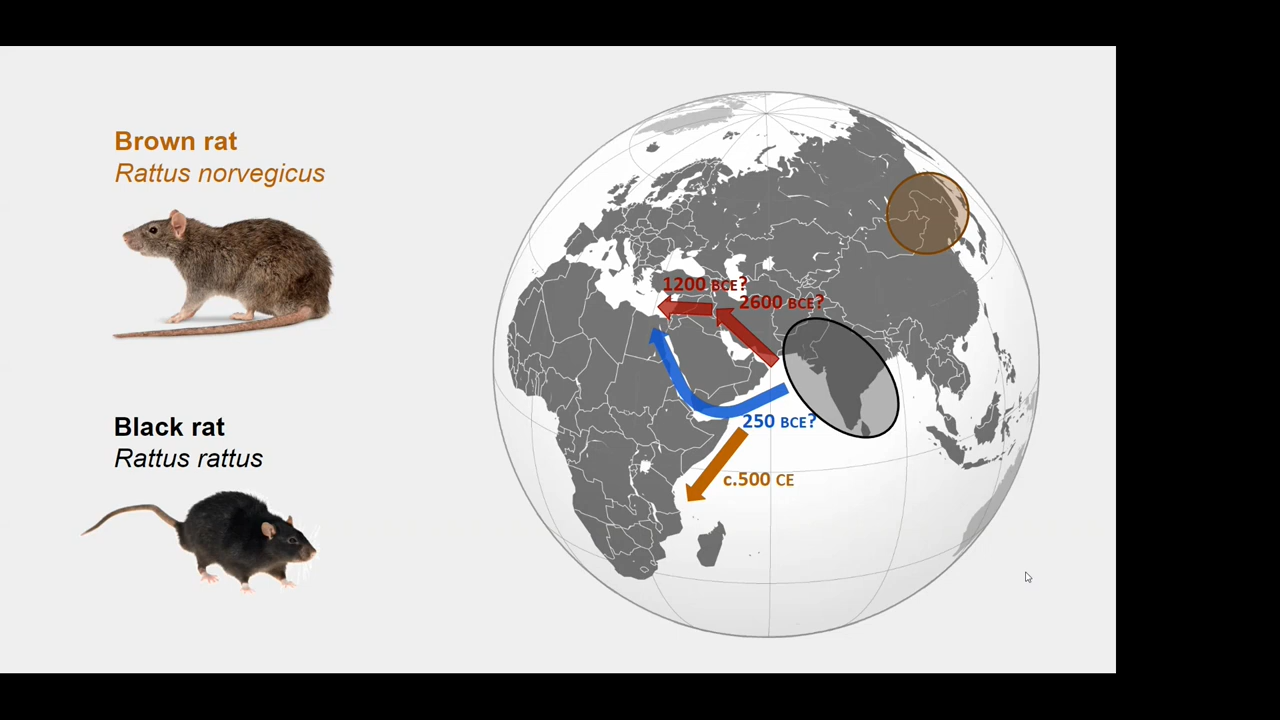 Brown rat
Rattus norvegicus
Black rat
Rattus rattus
1200 BCE?
2600 BCE?
250 BCE?
c.500 CE